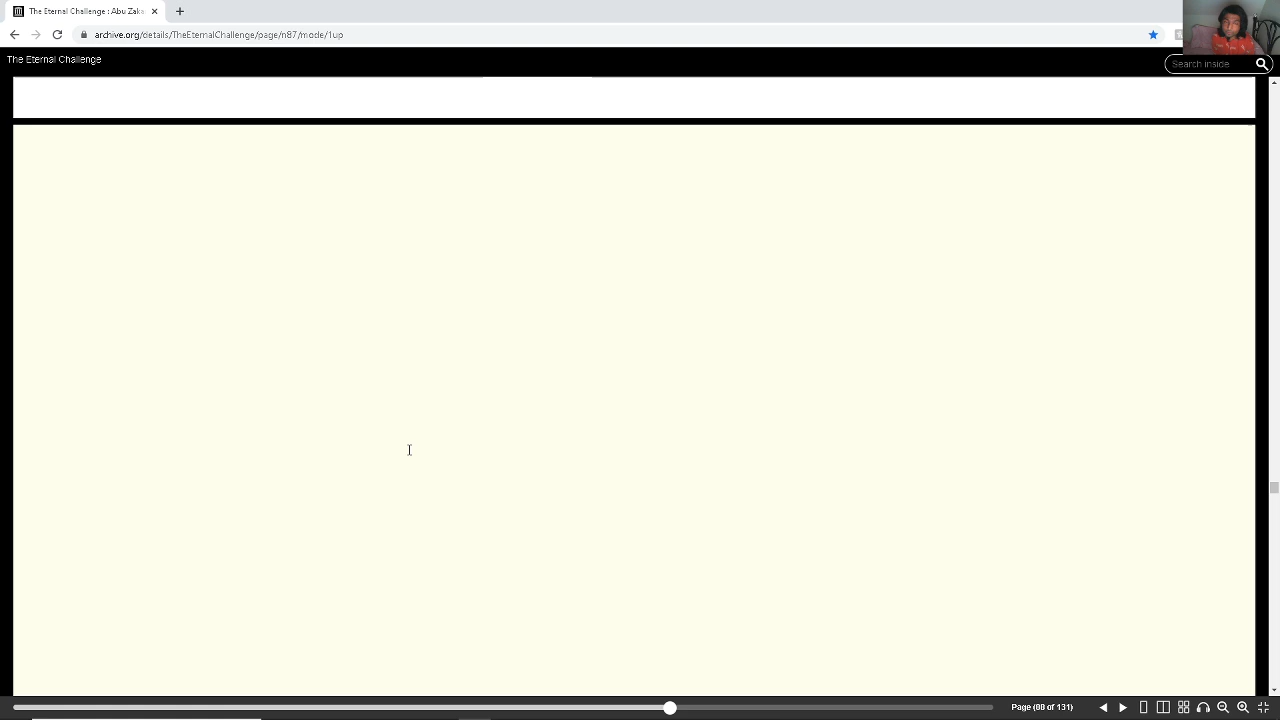 The Eternal Challenge : Abu Zaka
archive.org/details/TheEternalChallenge/page/n87/mode/1up
The Eternal Challenge
Search inside
Page (88 of 131)